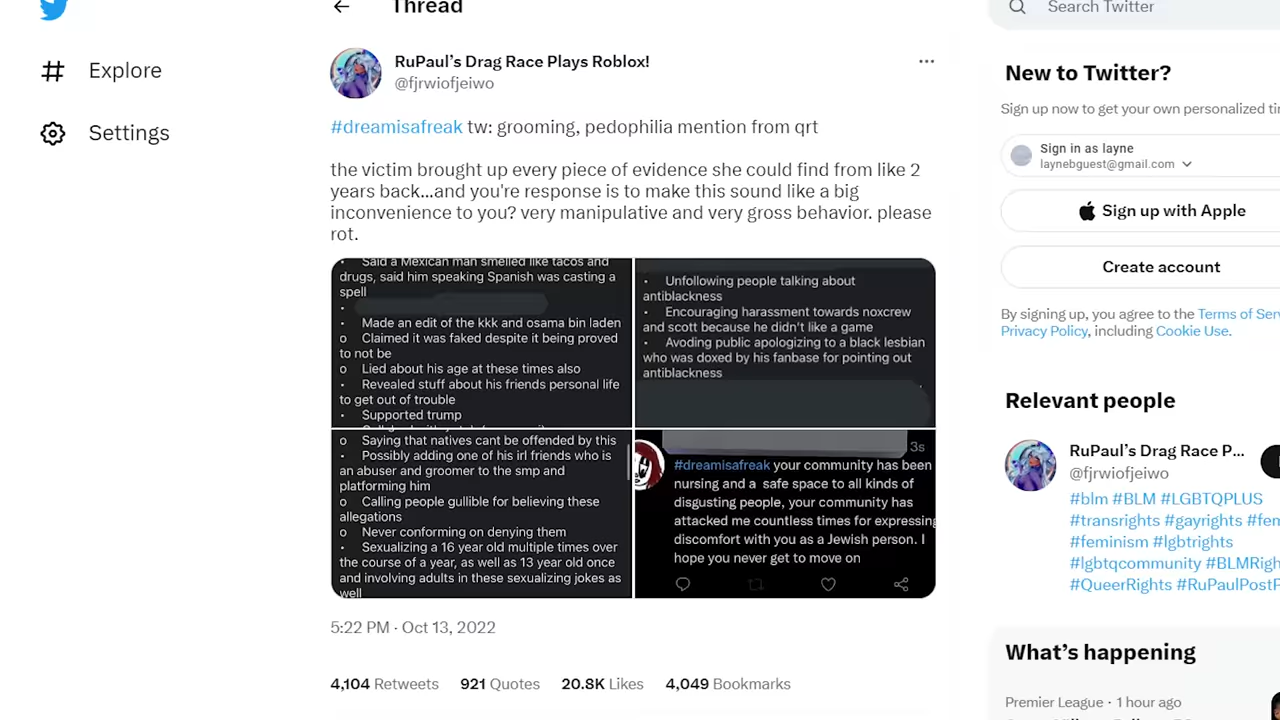 Thread
Search Twitter
Explore
Settings
RuPaul's Drag Race Plays Roblox!
@fjrwiofjeiwo
#dreamisafreak tw: grooming, pedophilia mention from qrt
the victim brought up every piece of evidence she could find from like 2
years back...and you're response is to make this sound like a big
inconvenience to you? very manipulative and very gross behavior. please
rot.
• Said a Mexican man smelled like tacos and
drugs, said him speaking Spanish was casting a
spell
•
• Made an edit of the kkk and osama bin laden
o Claimed it was faked despite it being proved
to not be
o Lied about his age at these times also
• Revealed stuff about his friends personal life
to get out of trouble
• Supported trump
• Unfollowing people talking about
antiblackness
• Encouraging harassment towards noxcrew
and scott because he didn't like a game
• Avoding public apologizing to a black lesbian
who was doxed by his fanbase for pointing out
antiblackness
o Saying that natives cant be offended by this
• Possibly adding one of his irl friends who is
an abuser and groomer to the smp and
platforming him
o Calling people gullible for believing these
allegations
o Never conforming on denying them
• Sexualizing a 16 year old multiple times over
the course of a year, as well as 13 year old once
and involving adults in these sexualizing jokes as
well
3s
#dreamisafreak your community has been
nursing and a safe space to all kinds of
disgusting people, your community has
attacked me countless times for expressing
discomfort with you as a Jewish person. I
hope you never get to move on
5:22 PM · Oct 13, 2022
4,104 Retweets 921 Quotes 20.8K Likes 4,049 Bookmarks
New to Twitter?
Sign up now to get your own personalized
Sign in as layne
laynebguest@gmail.com
Sign up with Apple
Create account
By signing up, you agree to the Terms of
Privacy Policy, including Cookie Use.
Relevant people
RuPaul's Drag Race P...
@fjrwiofjeiwo
#blm #BLM #LGBTQPLUS
#transrights #gayrights
#feminism #lgbtrights
#lgbtqcommunity
#QueerRights
What's happening
Premier League · 1 hour ago